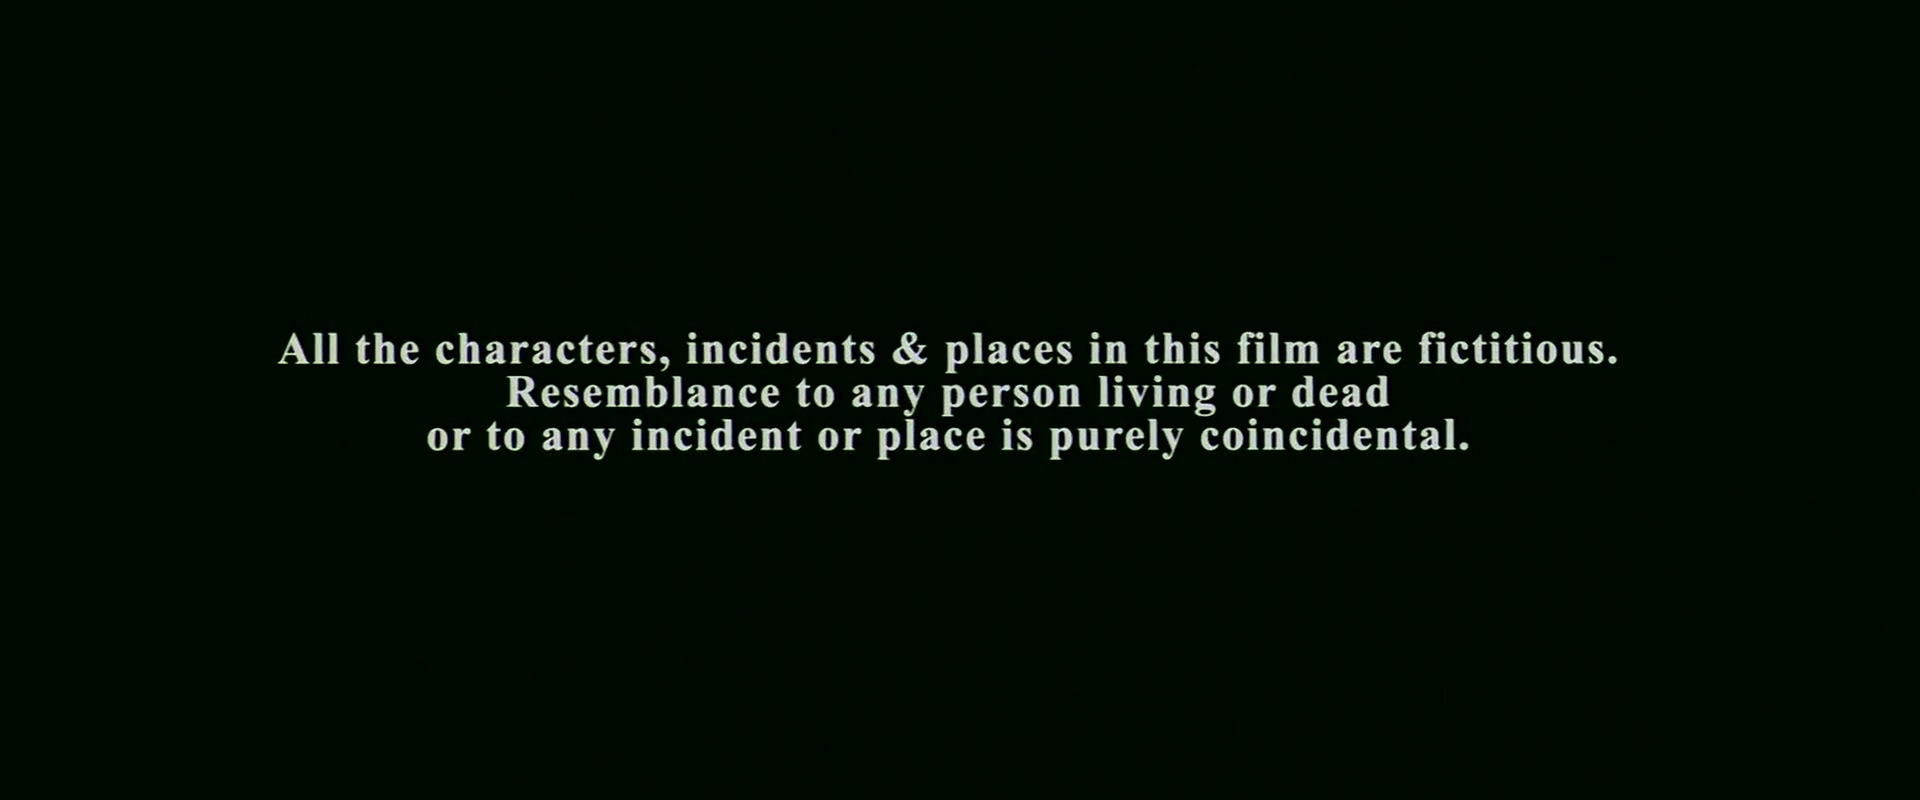 All the characters, incidents & places in this film are fictitious.
Resemblance to any person living or dead
or to any incident or place is purely coincidental.